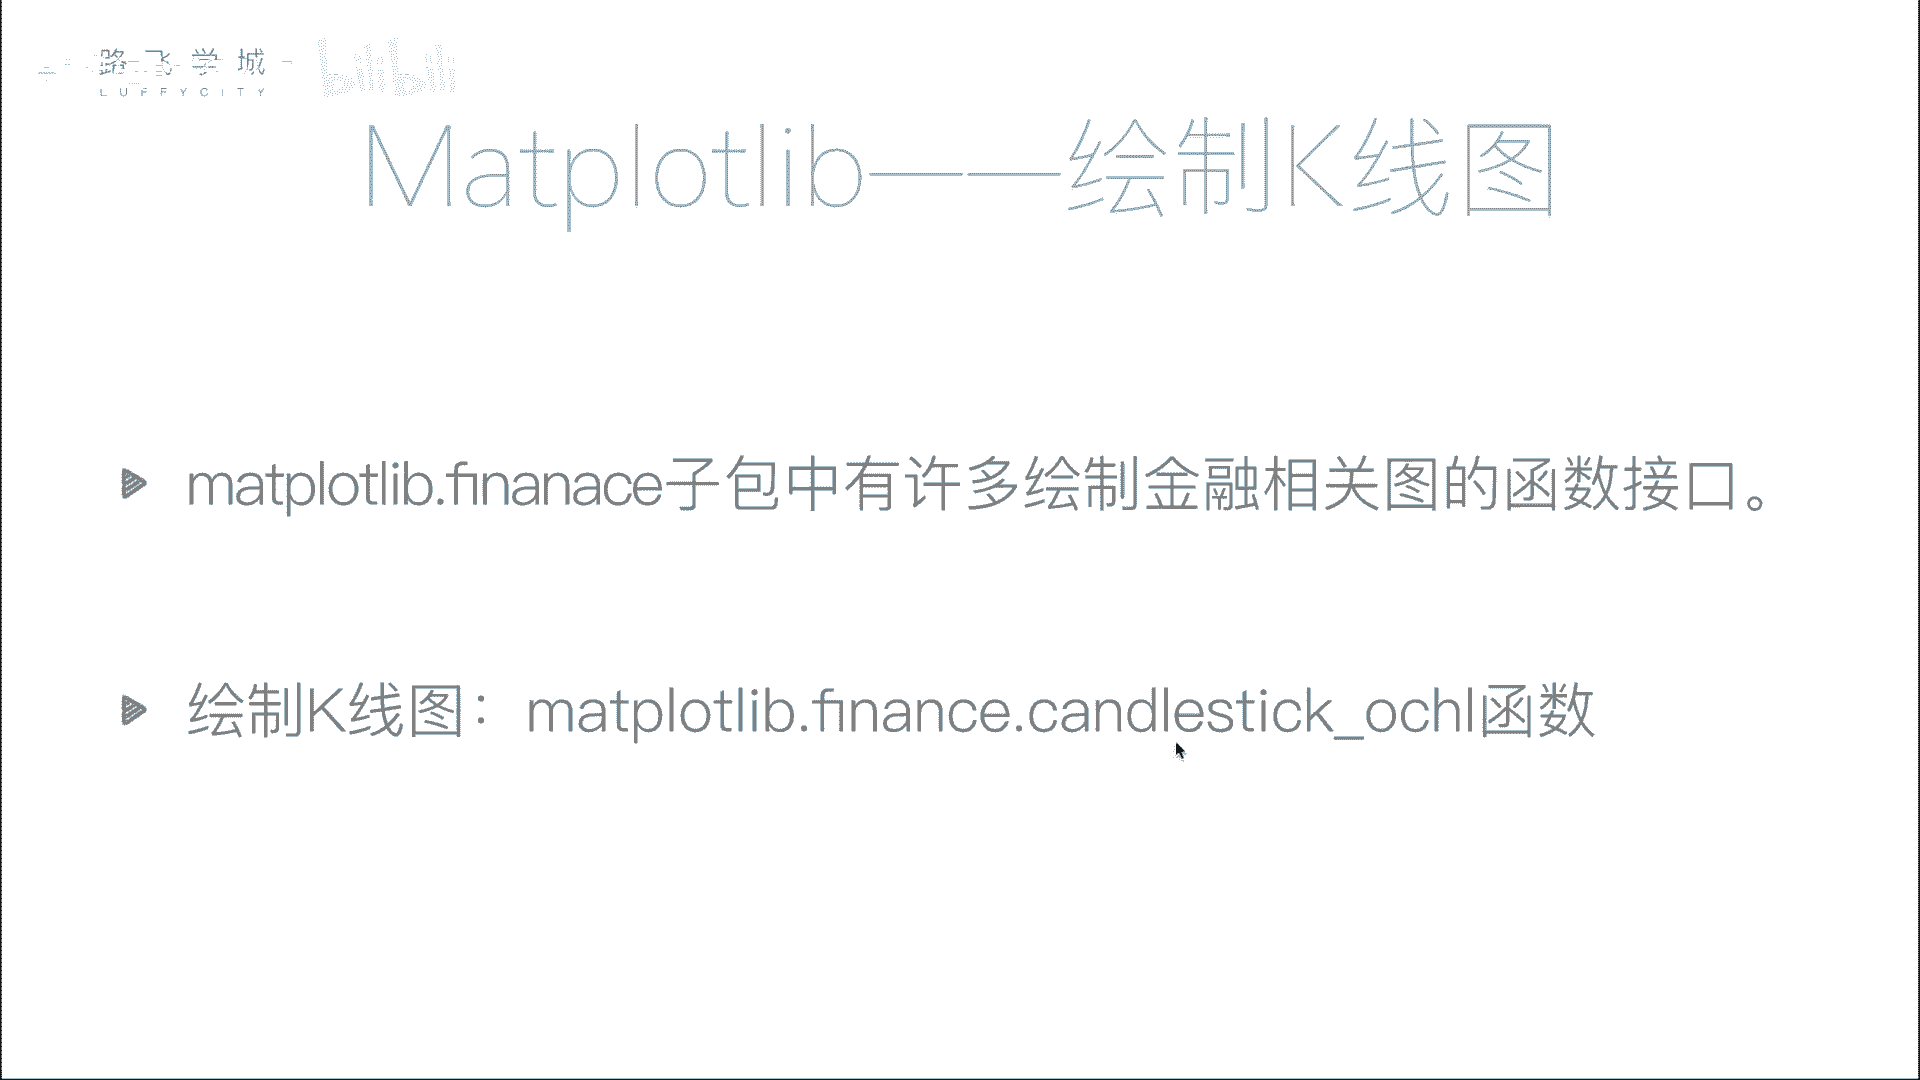 路飞学城
LUFFYCITY
bilibili
Matplotlib——绘制K线图
matplotlib.finanace子包中有许多绘制金融相关图的函数接口。
绘制K线图：matplotlib.finance.candlestick_ochl函数